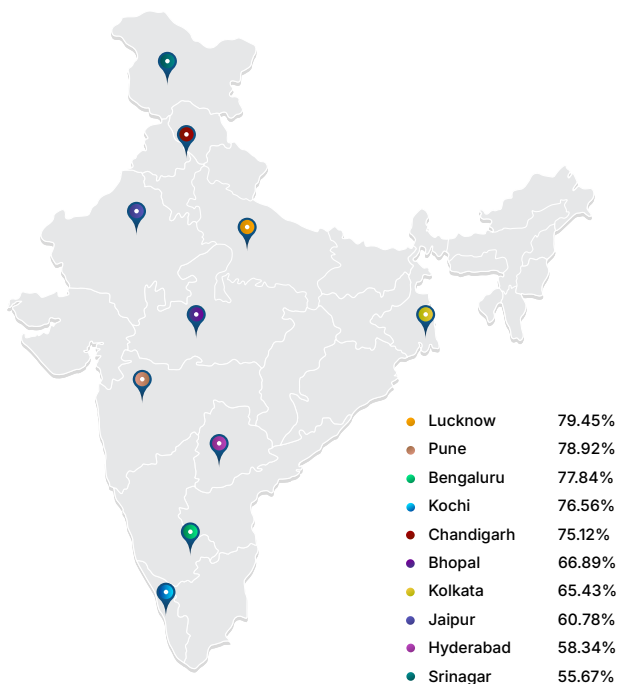 Lucknow 79.45%
Pune 78.92%
Bengaluru 77.84%
Kochi 76.56%
Chandigarh 75.12%
Bhopal 66.89%
Kolkata 65.43%
Jaipur 60.78%
Hyderabad 58.34%
Srinagar 55.67%